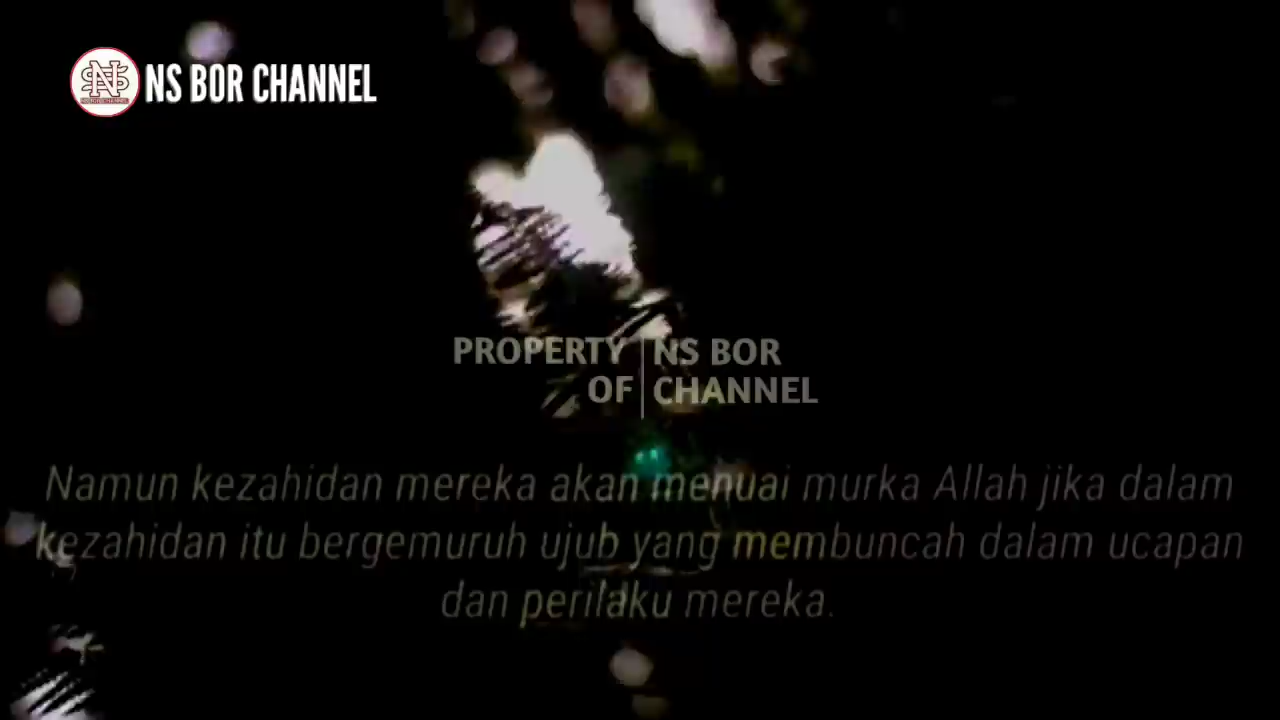 NS BOR CHANNEL
PROPERTY OF
NS BOR CHANNEL
Namun kezahidan mereka akan menuai murka Allah jika dalam
kezahidan itu bergemuruh ujub yang membuncah dalam ucapan
dan perilaku mereka.